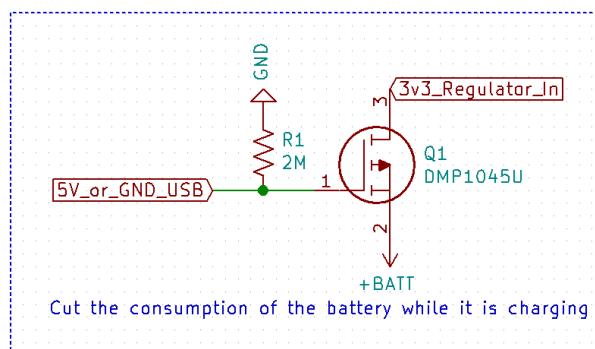 GND
3v3_Regulator_In
3
R1
2M
Q1
DMP1045U
5V_or_GND_USB
1
2
+BATT
Cut the consumption of the battery while it is charging